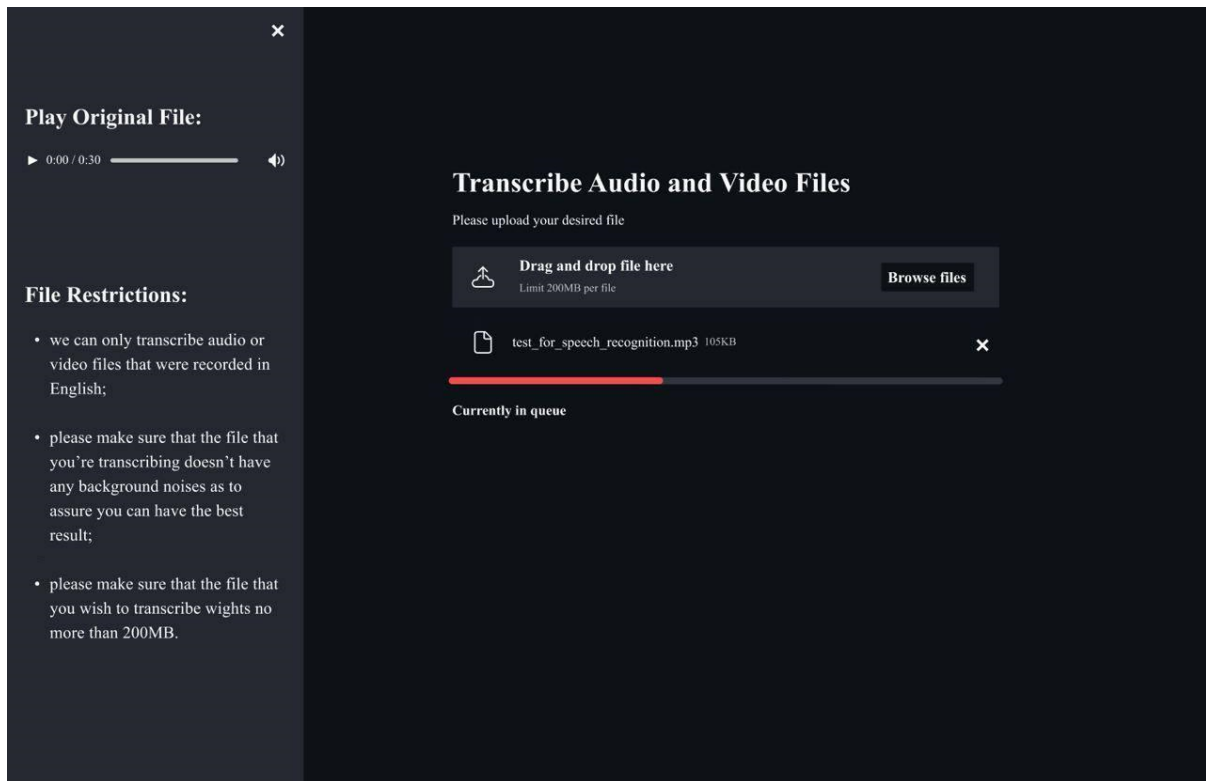 Play Original File:
0:00 / 0:30
File Restrictions:
• we can only transcribe audio or
video files that were recorded in
English;
• please make sure that the file that
you’re transcribing doesn’t have
any background noises as to
assure you can have the best
result;
• please make sure that the file that
you wish to transcribe wights no
more than 200MB.
Transcribe Audio and Video Files
Please upload your desired file
Drag and drop file here
Limit 200MB per file
Browse files
test_for_speech_recognition.mp3 105KB
Currently in queue